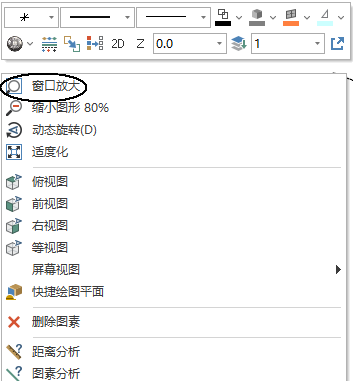 2D Z 0.0 1
窗口放大
缩小图形 80%
动态旋转(D)
适度化
俯视图
前视图
右视图
等视图
屏幕视图
快捷绘图平面
删除图素
距离分析
图素分析